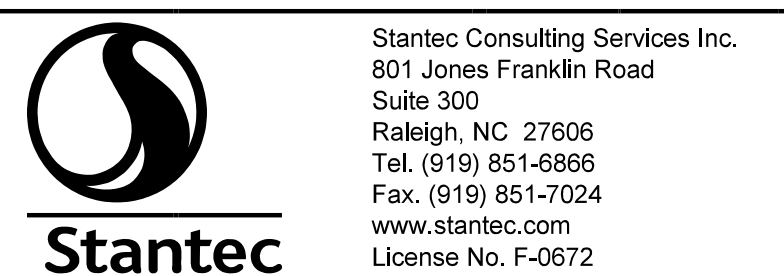 Stantec
Stantec Consulting Services Inc.
801 Jones Franklin Road
Suite 300
Raleigh, NC 27606
Tel. (919) 851-6866
Fax. (919) 851-7024
www.stantec.com
License No. F-0672